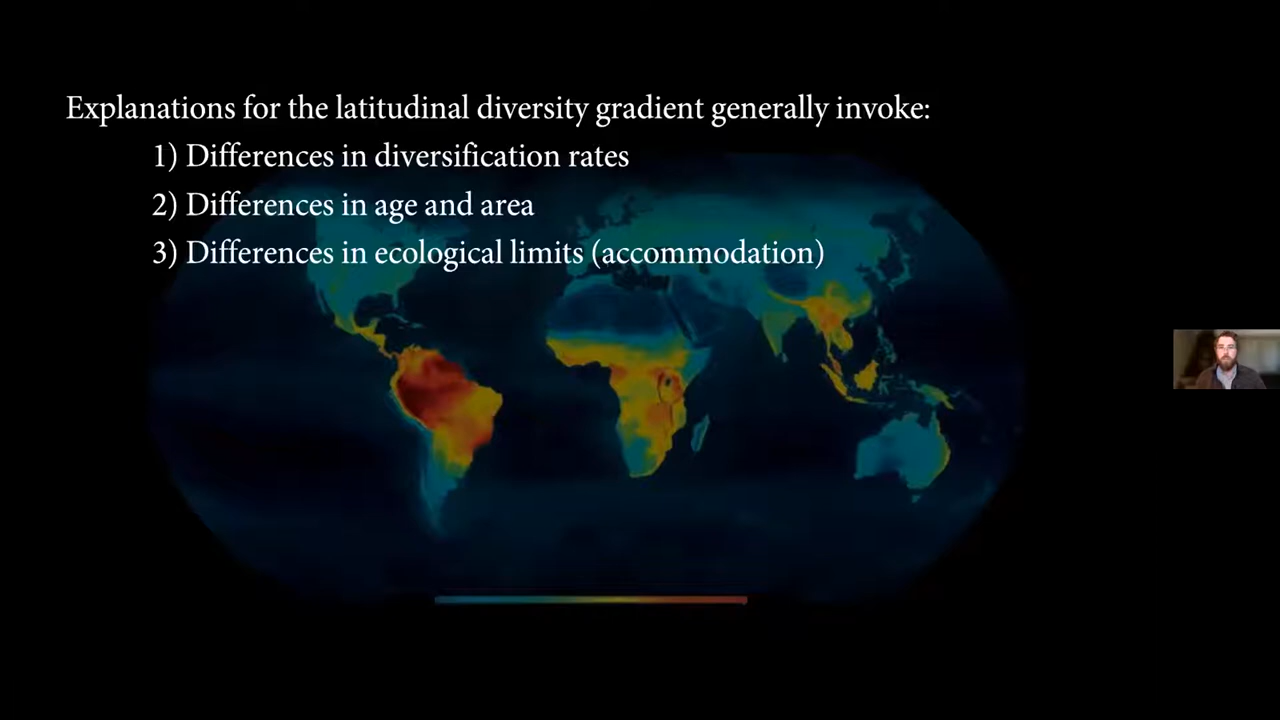 Explanations for the latitudinal diversity gradient generally invoke:
1) Differences in diversification rates
2) Differences in age and area
3) Differences in ecological limits (accommodation)